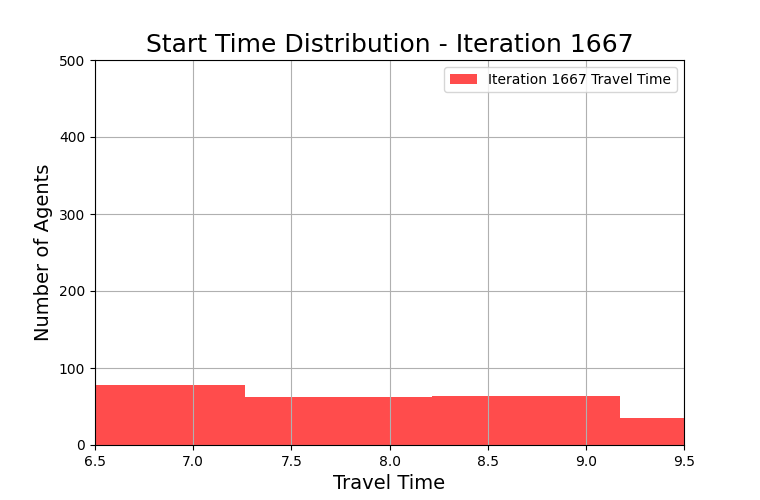 Start Time Distribution - Iteration 1667
500
Iteration 1667 Travel Time
400
300
200
100
0
Number of Agents
6.5 7.0 7.5 8.0 8.5 9.0 9.5
Travel Time